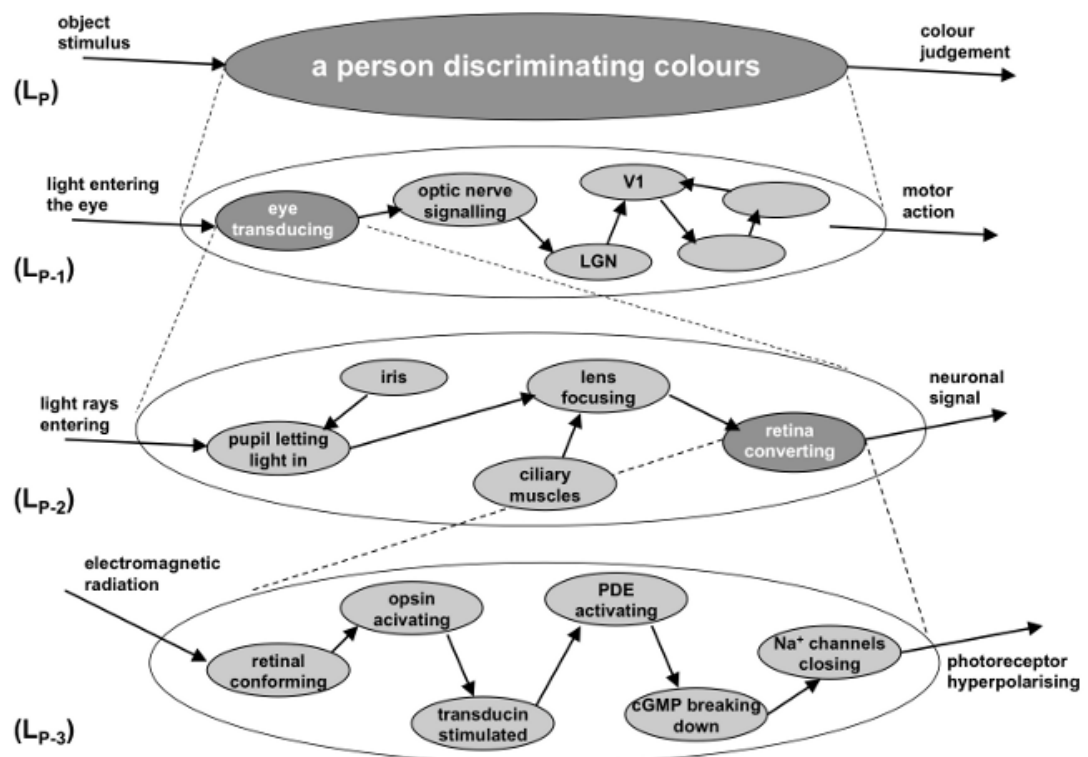 object
stimulus
a person discriminating colours
colour
judgement
(LP)
light entering
the eye
eye
transducing
optic nerve
signalling
LGN
V1
motor
action
(LP-1)
light rays
entering
iris
pupil letting
light in
lens
focusing
ciliary
muscles
retina
converting
neuronal
signal
(LP-2)
electromagnetic
radiation
retinal
conforming
opsin
acivating
transducin
stimulated
PDE
activating
cGMP breaking
down
Na⁺ channels
closing
photoreceptor
hyperpolarising
(LP-3)